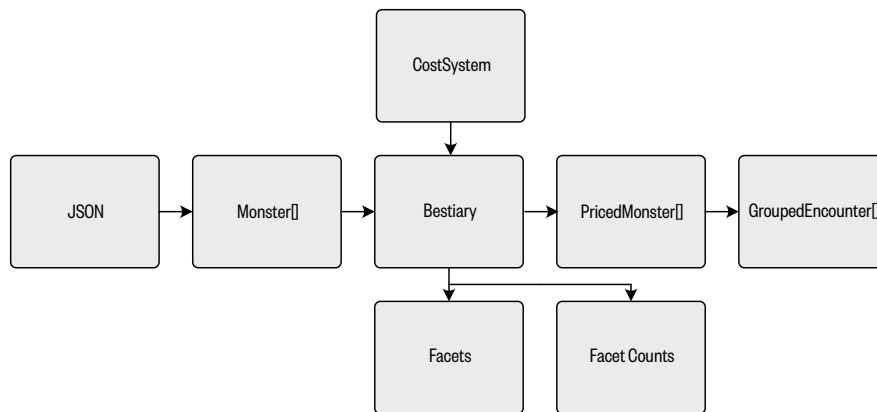 CostSystem
JSON
Monster[]
Bestiary
PricedMonster[]
GroupedEncounter[]
Facets
Facet Counts